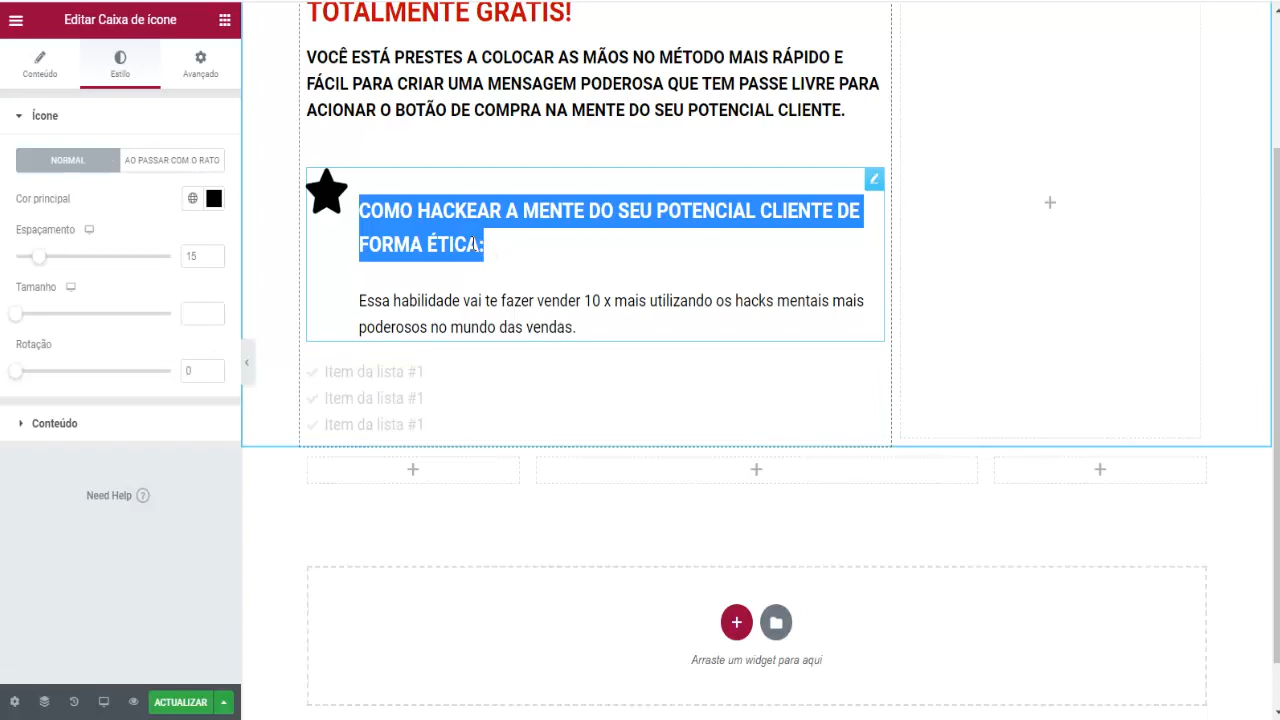 Editar Caixa de ícone
Conteúdo
Estilo
Avançado
Ícone
NORMAL
AO PASSAR COM O RATO
Cor principal
Espaçamento
15
Tamanho
Rotação
0
Conteúdo
Need Help ?
ACTUALIZAR
TOTALMENTE GRATIS!
VOCÊ ESTÁ PRESTES A COLOCAR AS MÃOS NO MÉTODO MAIS RÁPIDO E
FÁCIL PARA CRIAR UMA MENSAGEM PODEROSA QUE TEM PASSE LIVRE PARA
ACIONAR O BOTÃO DE COMPRA NA MENTE DO SEU POTENCIAL CLIENTE.
COMO HACKEAR A MENTE DO SEU POTENCIAL CLIENTE DE
FORMA ÉTICA:
Essa habilidade vai te fazer vender 10 x mais utilizando os hacks mentais mais
poderosos no mundo das vendas.
Item da lista #1
Item da lista #1
Item da lista #1
Arraste um widget para aqui